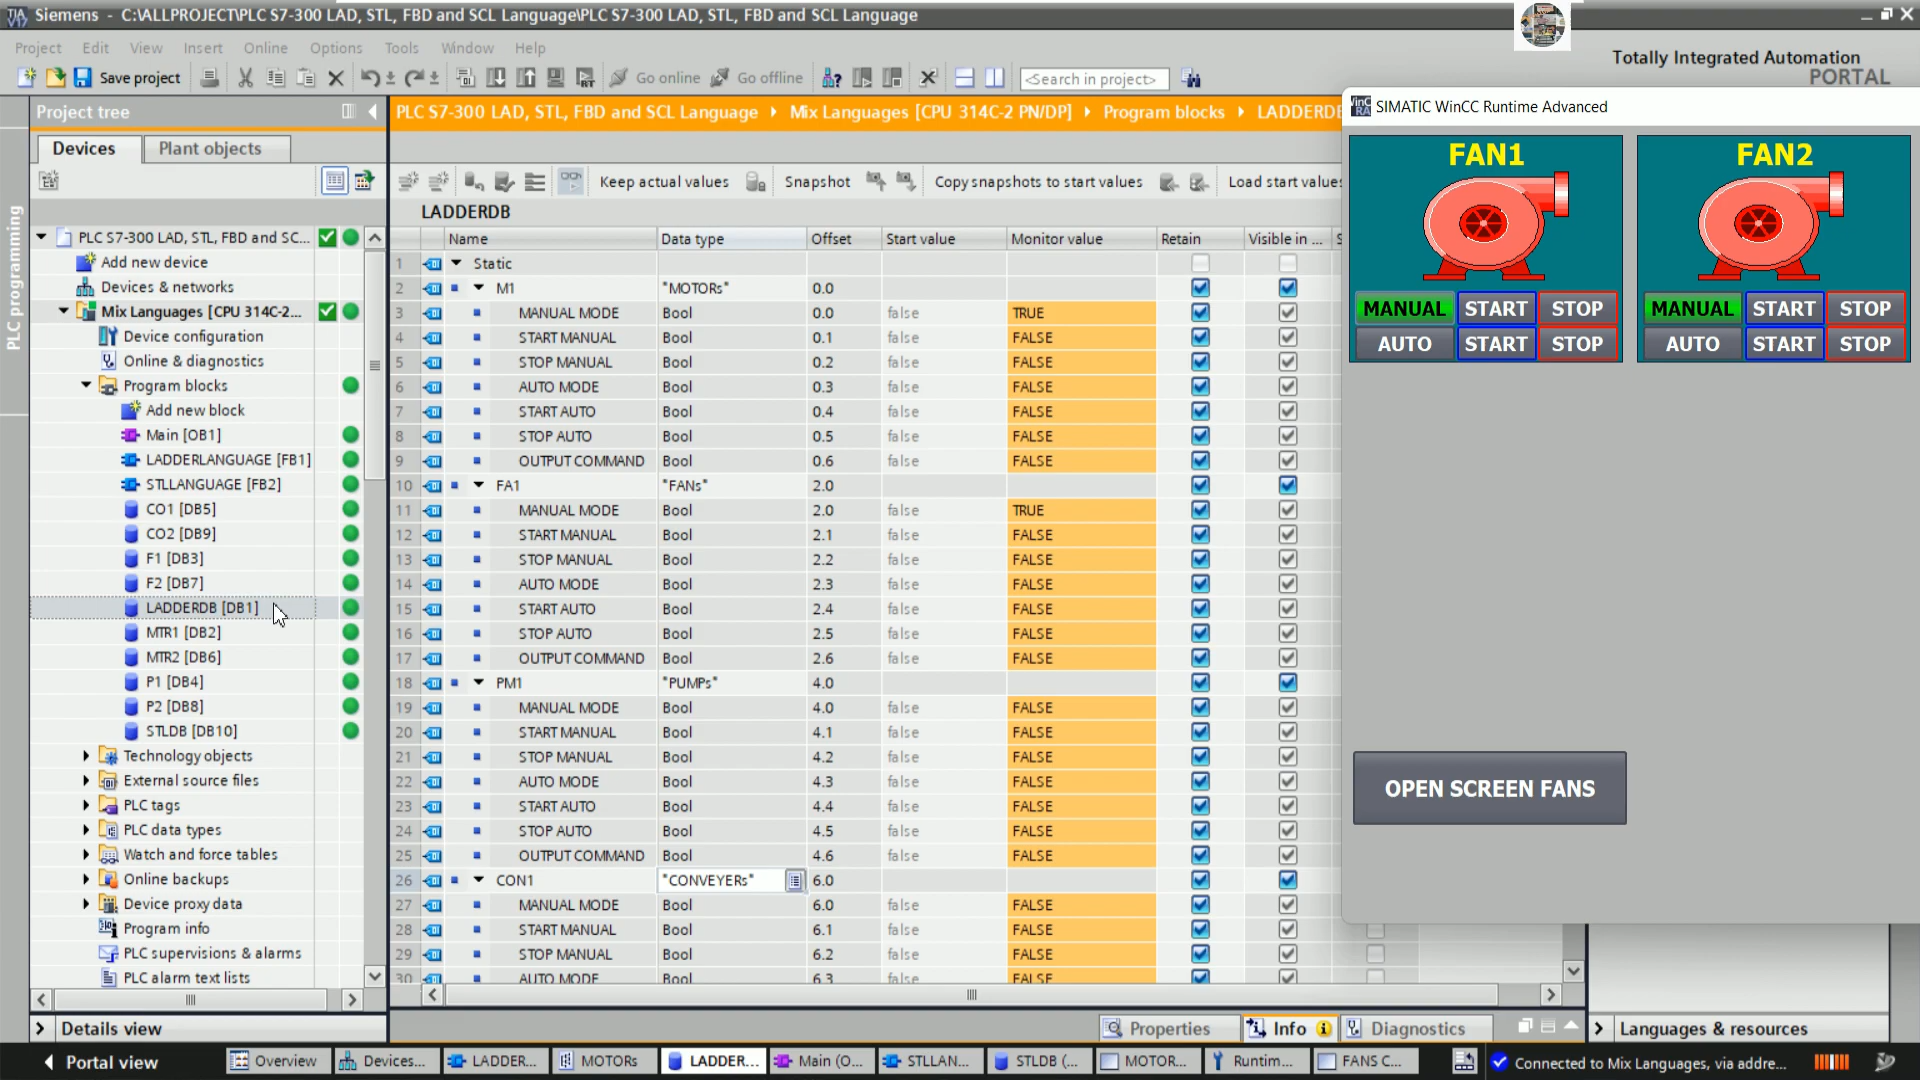 Siemens - C:\ALLPROJECT\PLC S7-300 LAD, STL, FBD and SCL Language\PLC S7-300 LAD, STL, FBD and SCL Language
Project Edit View Insert Online Options Tools Window Help
Totally Integrated Automation
PORTAL
Save project Go online Go offline <Search in project>
Project tree
PLC S7-300 LAD, STL, FBD and SCL Language Mix Languages [CPU 314C-2 PN/DP] Program blocks LADDERDB
Devices Plant objects
PLC programming
Keep actual values Snapshot Copy snapshots to start values Load start values
LADDERDB
PLC S7-300 LAD, STL, FBD and SC...
Add new device
Devices & networks
Mix Languages [CPU 314C-2...
Device configuration
Online & diagnostics
Program blocks
Add new block
Main [OB1]
LADDERLANGUAGE [FB1]
STLLANGUAGE [FB2]
CO1 [DB5]
CO2 [DB9]
F1 [DB3]
F2 [DB7]
LADDERDB [DB1]
MTR1 [DB2]
MTR2 [DB6]
P1 [DB4]
P2 [DB8]
STLDB [DB10]
Technology objects
External source files
PLC tags
PLC data types
Watch and force tables
Online backups
Device proxy data
Program info
PLC supervisions & alarms
PLC alarm text lists
Details view
Name Data type Offset Start value Monitor value Retain Visible in ... S
1 Static
2 M1 "MOTORs" 0.0
3 MANUAL MODE Bool 0.0 false TRUE
4 START MANUAL Bool 0.1 false FALSE
5 STOP MANUAL Bool 0.2 false FALSE
6 AUTO MODE Bool 0.3 false FALSE
7 START AUTO Bool 0.4 false FALSE
8 STOP AUTO Bool 0.5 false FALSE
9 OUTPUT COMMAND Bool 0.6 false FALSE
10 FA1 "FANs" 2.0
11 MANUAL MODE Bool 2.0 false TRUE
12 START MANUAL Bool 2.1 false FALSE
13 STOP MANUAL Bool 2.2 false FALSE
14 AUTO MODE Bool 2.3 false FALSE
15 START AUTO Bool 2.4 false FALSE
16 STOP AUTO Bool 2.5 false FALSE
17 OUTPUT COMMAND Bool 2.6 false FALSE
18 PM1 "PUMPs" 4.0
19 MANUAL MODE Bool 4.0 false FALSE
20 START MANUAL Bool 4.1 false FALSE
21 STOP MANUAL Bool 4.2 false FALSE
22 AUTO MODE Bool 4.3 false FALSE
23 START AUTO Bool 4.4 false FALSE
24 STOP AUTO Bool 4.5 false FALSE
25 OUTPUT COMMAND Bool 4.6 false FALSE
26 CON1 "CONVEYERs" 6.0
27 MANUAL MODE Bool 6.0 false FALSE
28 START MANUAL Bool 6.1 false FALSE
29 STOP MANUAL Bool 6.2 false FALSE
30 AUTO MODE Bool 6.3 false FALSE
SIMATIC WinCC Runtime Advanced
FAN1 FAN2
MANUAL START STOP MANUAL START STOP
AUTO START STOP AUTO START STOP
OPEN SCREEN FANS
Properties Info Diagnostics
Languages & resources
Portal view Overview Devices... LADDER... MOTORs LADDER... Main (O... STLLAN... STLDB (... MOTOR... Runtim... FANS C... Connected to Mix Languages, via addre...